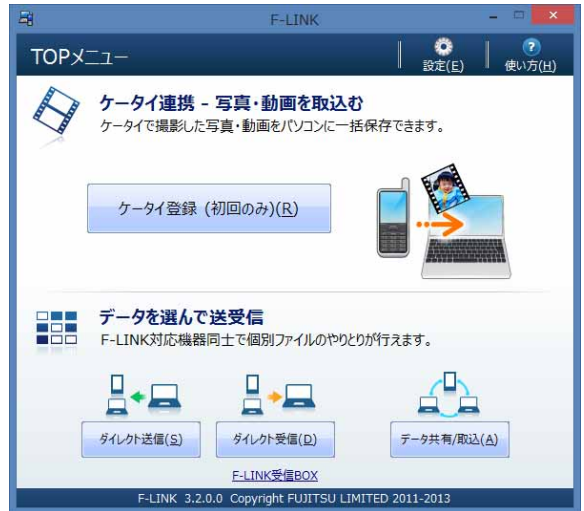 F-LINK
TOPメニュー
設定(E)
使い方(H)
ケータイ連携 - 写真・動画を取込む
ケータイで撮影した写真・動画をパソコンに一括保存できます。
ケータイ登録 (初回のみ)(R)
データを選んで送受信
F-LINK対応機器同士で個別ファイルのやりとりが行えます。
ダイレクト送信(S)
ダイレクト受信(D)
データ共有/取込(A)
F-LINK受信BOX
F-LINK 3.2.0.0 Copyright FUJITSU LIMITED 2011-2013